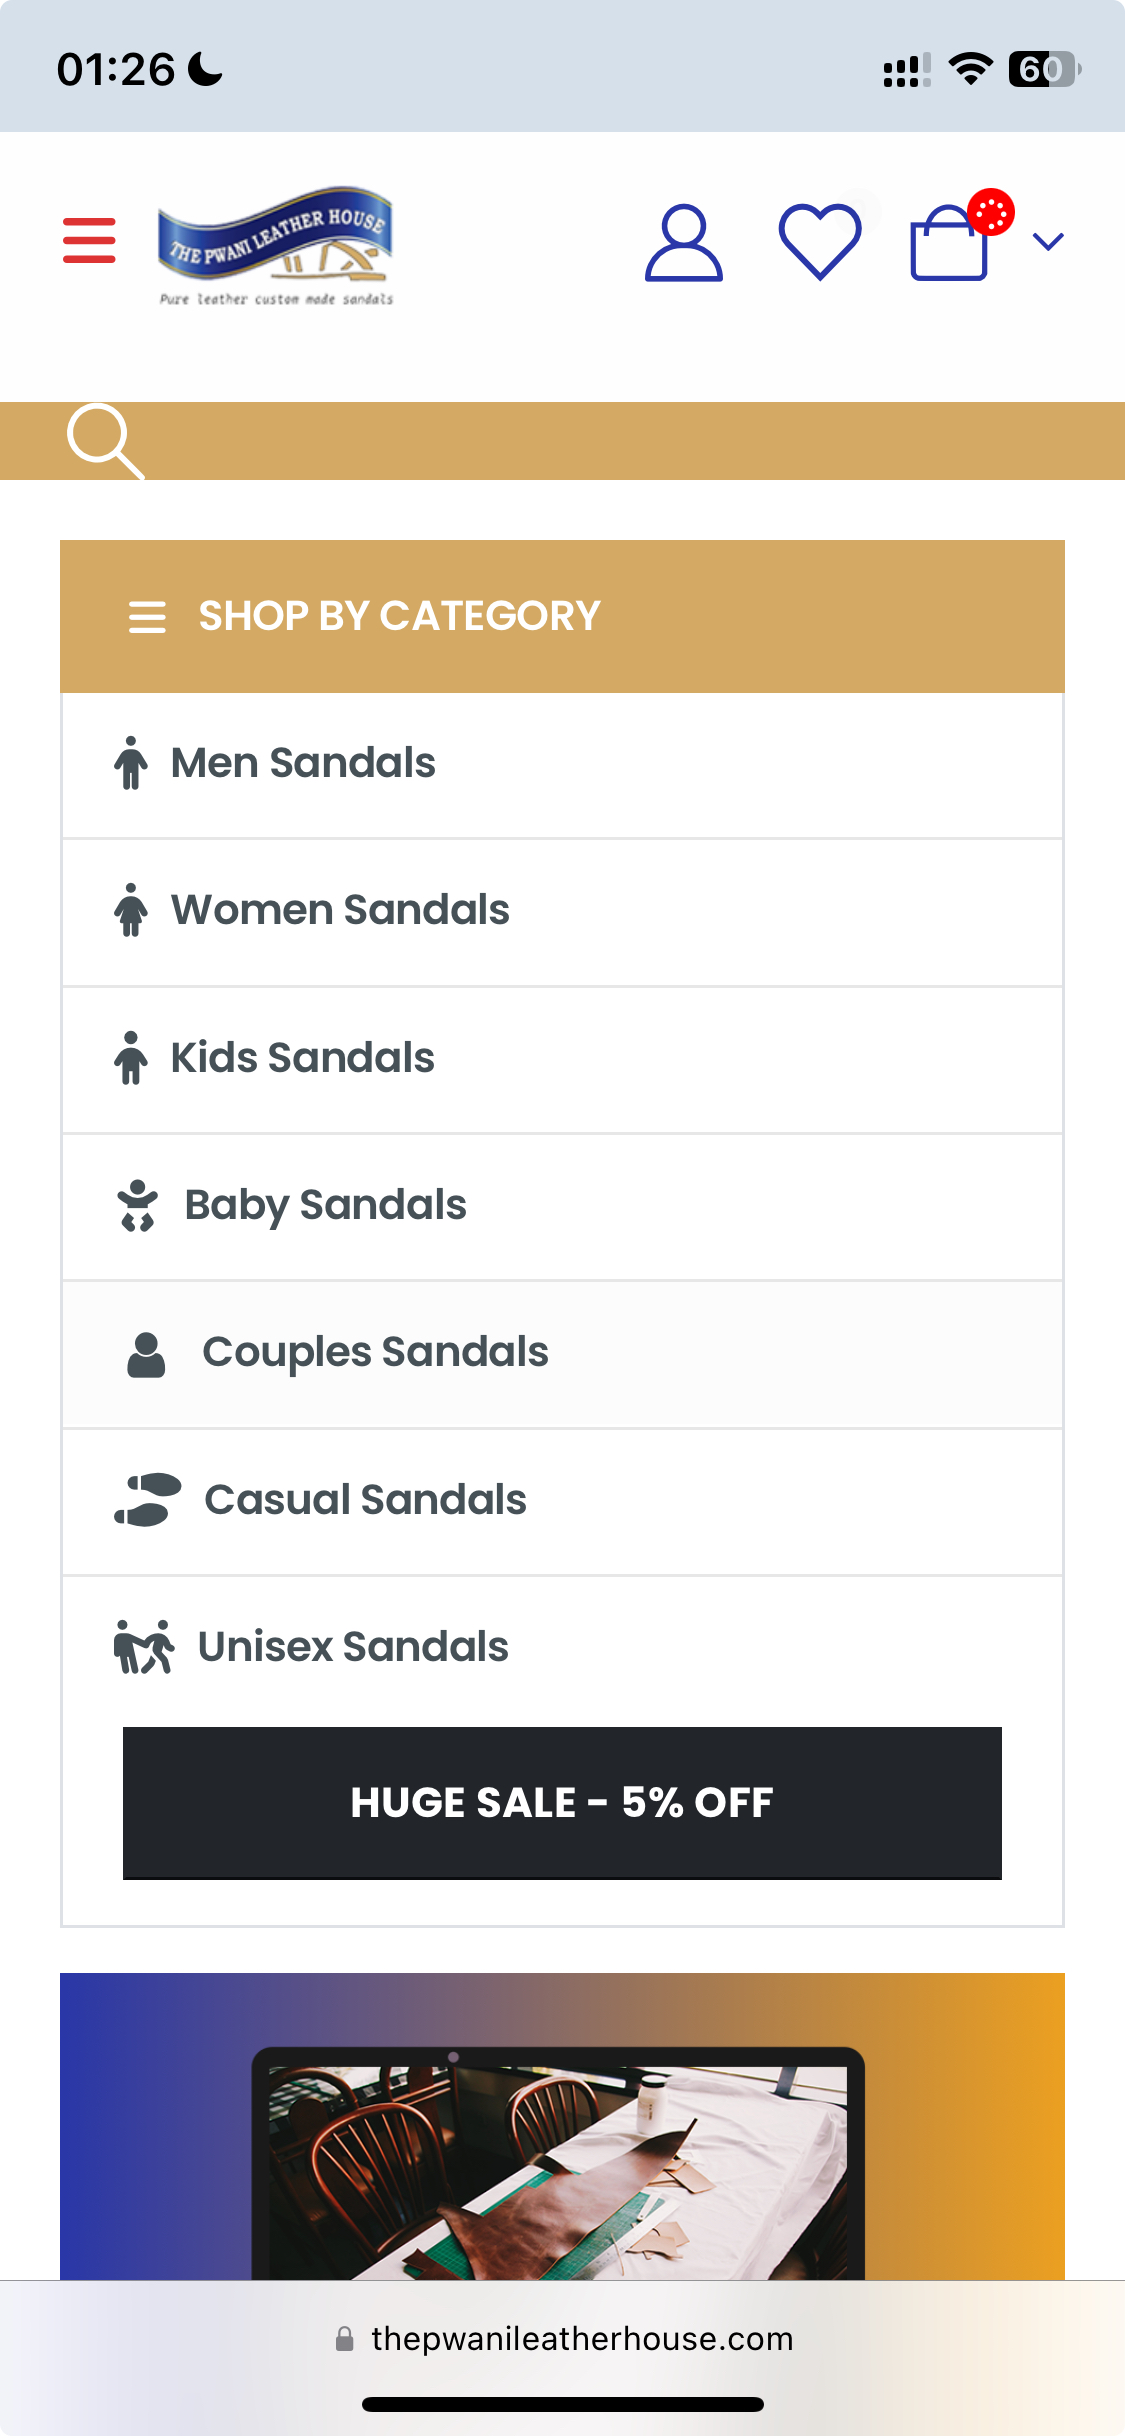 01:26
60
THE PWANI LEATHER HOUSE
Pure leather custom made sandals
SHOP BY CATEGORY
Men Sandals
Women Sandals
Kids Sandals
Baby Sandals
Couples Sandals
Casual Sandals
Unisex Sandals
HUGE SALE - 5% OFF
thepwanileatherhouse.com